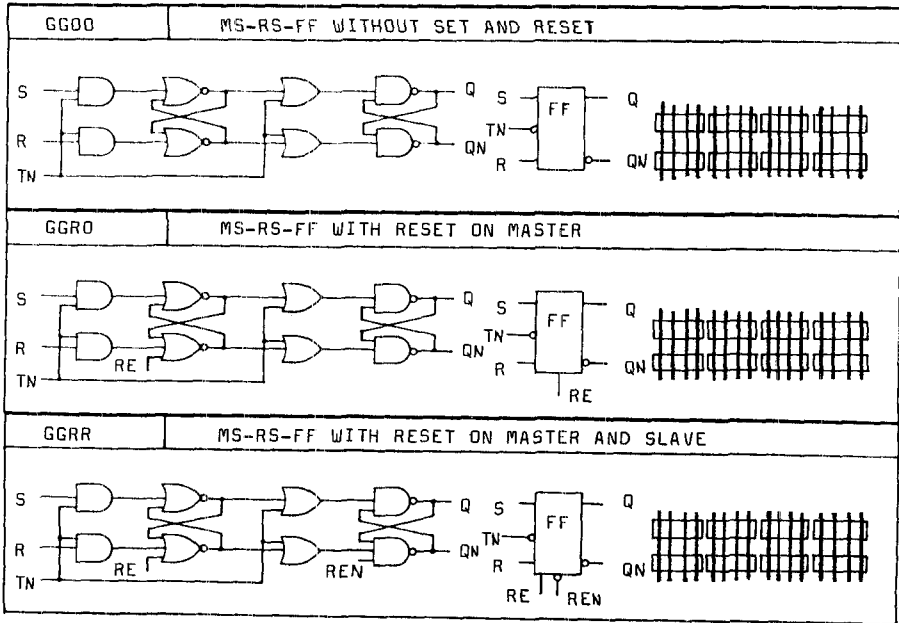 GG00 MS-RS-FF WITHOUT SET AND RESET
S Q S FF Q
TN
R QN R QN
TN
GGR0 MS-RS-FF WITH RESET ON MASTER
S Q S FF Q
TN
R QN R QN
RE
TN RE
GGRR MS-RS-FF WITH RESET ON MASTER AND SLAVE
S Q S FF Q
TN
R QN R QN
RE REN
TN RE REN